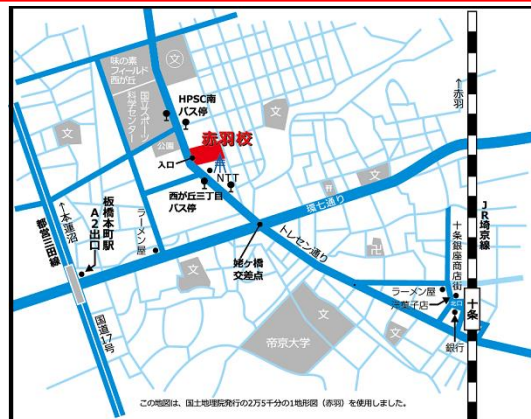 味の素
フィールド
西が丘
国立スポーツ
科学センター
文
HPSC南
バス停
公園
赤羽校
入口
NTT
西が丘三丁目
バス停
文
文
文
文
←赤羽
環七通り
JR埼京線
トレセン通り
姥ヶ橋
交差点
板橋本町駅
A2出口
←本蓮沼
都営三田線
国道17号
ラーメン屋
文
文
文
帝京大学
十条銀座商店街
ラーメン屋
洋菓子店
北口
十条
銀行
この地図は、国土地理院発行の2万5千分の1地形図（赤羽）を使用しました。